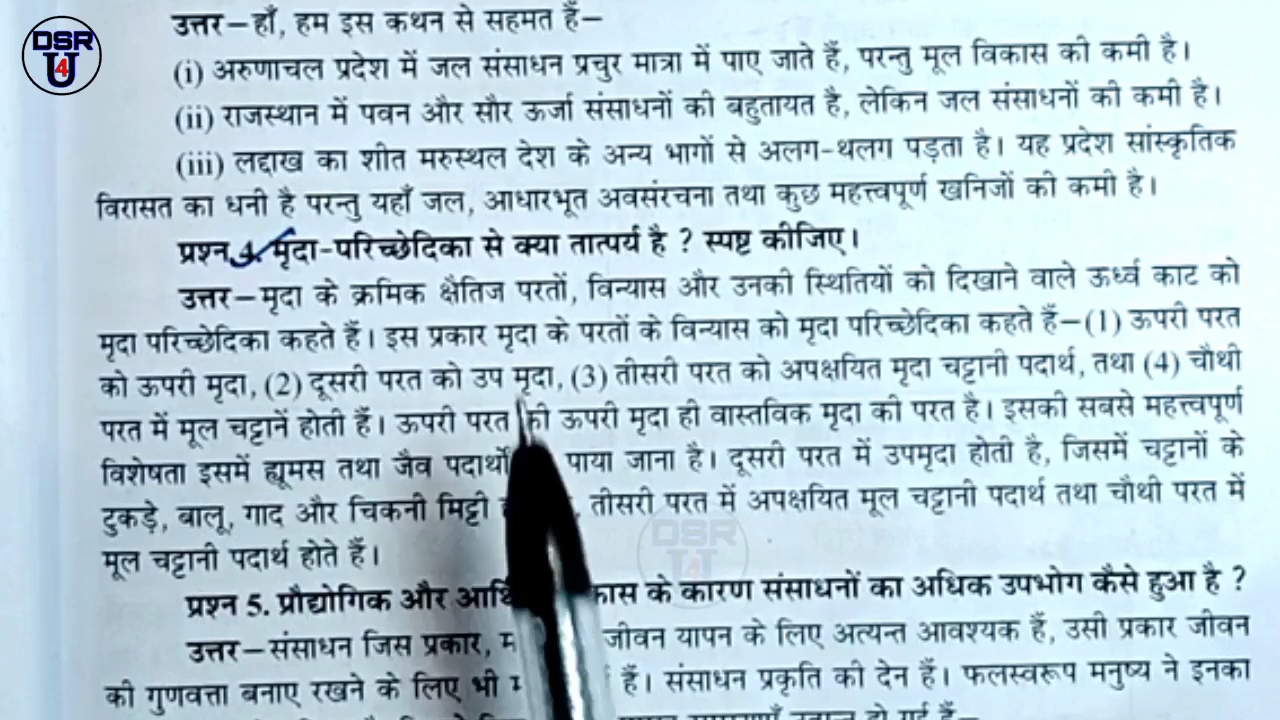 DSR
U
4
उत्तर–हाँ, हम इस कथन से सहमत हैं–
(i) अरुणाचल प्रदेश में जल संसाधन प्रचुर मात्रा में पाए जाते हैं, परन्तु मूल विकास की कमी है।
(ii) राजस्थान में पवन और सौर ऊर्जा संसाधनों की बहुतायत है, लेकिन जल संसाधनों की कमी है।
(iii) लद्दाख का शीत मरुस्थल देश के अन्य भागों से अलग-थलग पड़ता है। यह प्रदेश सांस्कृतिक
विरासत का धनी है परन्तु यहाँ जल, आधारभूत अवसंरचना तथा कुछ महत्त्वपूर्ण खनिजों की कमी है।
प्रश्न 4. मृदा-परिच्छेदिका से क्या तात्पर्य है ? स्पष्ट कीजिए।
उत्तर–मृदा के क्रमिक क्षैतिज परतों, विन्यास और उनकी स्थितियों को दिखाने वाले ऊर्ध्व काट को
मृदा परिच्छेदिका कहते हैं। इस प्रकार मृदा के परतों के विन्यास को मृदा परिच्छेदिका कहते हैं–(1) ऊपरी परत
को ऊपरी मृदा, (2) दूसरी परत को उप मृदा, (3) तीसरी परत को अपक्षयित मृदा चट्टानी पदार्थ, तथा (4) चौथी
परत में मूल चट्टानें होती हैं। ऊपरी परत की ऊपरी मृदा ही वास्तविक मृदा की परत है। इसकी सबसे महत्त्वपूर्ण
विशेषता इसमें ह्यूमस तथा जैव पदार्थों पाया जाना है। दूसरी परत में उपमृदा होती है, जिसमें चट्टानों के
टुकड़े, बालू, गाद और चिकनी मिट्टी तीसरी परत में अपक्षयित मूल चट्टानी पदार्थ तथा चौथी परत में
मूल चट्टानी पदार्थ होते हैं।
DSR
U
4
प्रश्न 5. प्रौद्योगिक और के कारण संसाधनों का अधिक उपभोग कैसे हुआ है ?
उत्तर–संसाधन जिस प्रकार, जीवन यापन के लिए अत्यन्त आवश्यक हैं, उसी प्रकार जीवन
की गुणवत्ता बनाए रखने के लिए भी हैं। संसाधन प्रकृति की देन हैं। फलस्वरूप मनुष्य ने इनका